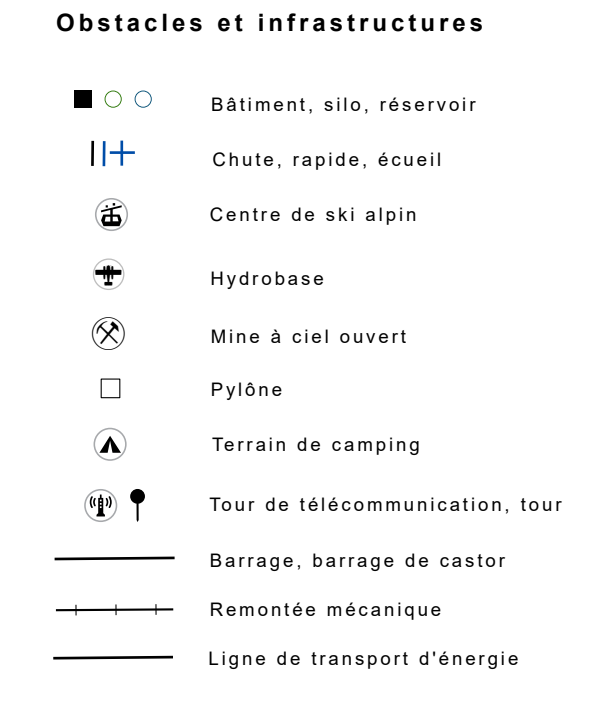 Obstacles et infrastructures
Bâtiment, silo, réservoir
Chute, rapide, écueil
Centre de ski alpin
Hydrobase
Mine à ciel ouvert
Pylône
Terrain de camping
Tour de télécommunication, tour
Barrage, barrage de castor
Remontée mécanique
Ligne de transport d'énergie